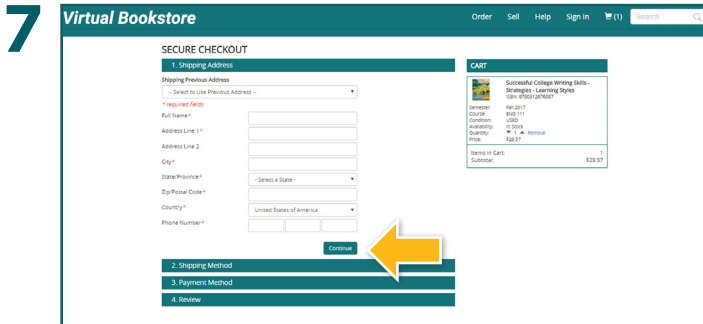 7
Virtual Bookstore
Order Sell Help Sign In (1) Search
SECURE CHECKOUT
1. Shipping Address
Shipping Previous Address
-- Select to Use Previous Address --
* required fields
Full Name*
Address Line 1*
Address Line 2
City*
State/Province*
--Select a State--
Zip/Postal Code*
Country*
United States of America
Phone Number*
Continue
2. Shipping Method
3. Payment Method
4. Review
CART
Successful College Writing Skills -
Strategies - Learning Styles
ISBN: 9780312676087
Semester: Fall 2017
Course: ENG 111
Condition: USED
Availability: In Stock
Quantity: 1 Remove
Price: $29.57
Items in Cart: 1
Subtotal: $29.57